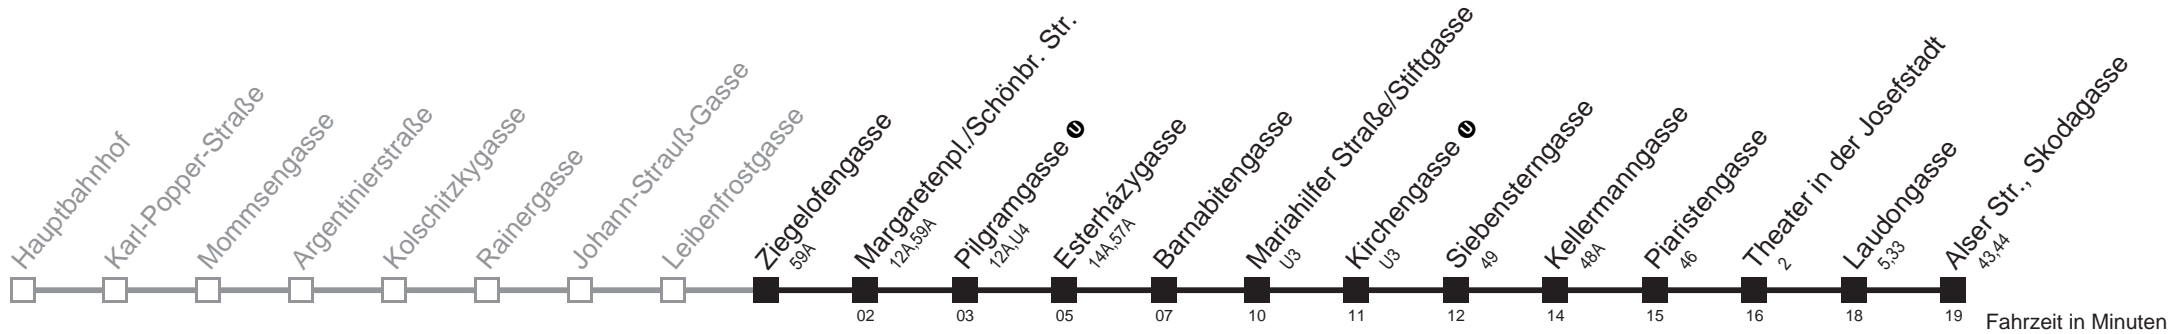 Hauptbahnhof
Karl-Popper-Straße
Mommsengasse
Argentinierstraße
Kolschitzkygasse
Rainergasse
Johann-Strauß-Gasse
Leibenfrostgasse
Ziegelofengasse
59A
Margaretenpl./Schönbr. Str.
12A,59A
Pilgramgasse U
12A,U4
Esterházygasse
14A,57A
Barnabitengasse
Mariahilfer Straße/Stiftgasse
U3
Kirchengasse U
U3
Siebensterngasse
49
Kellermanngasse
48A
Piaristengasse
46
Theater in der Josefstadt
2
Laudongasse
5,33
Alser Str., Skodagasse
43,44
02 03 05 07 10 11 12 14 15 16 18 19 Fahrzeit in Minuten